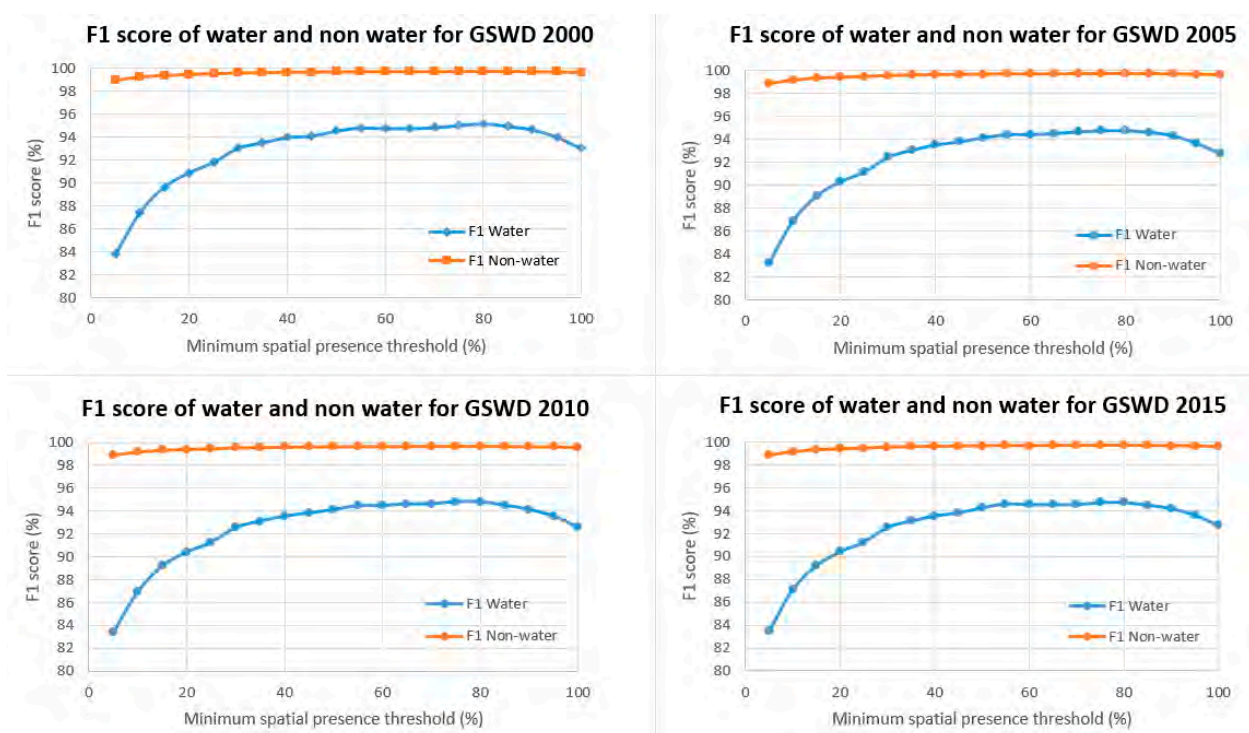 F1 score of water and non water for GSWD 2000
100
98
96
94
92
90
88
86
84
82
80
F1 score (%)
F1 Water
F1 Non-water
0 20 40 60 80 100
Minimum spatial presence threshold (%)
F1 score of water and non water for GSWD 2005
100
98
96
94
92
90
88
86
84
82
80
F1 score (%)
F1 Water
F1 Non-water
0 20 40 60 80 100
Minimum spatial presence threshold (%)
F1 score of water and non water for GSWD 2010
100
98
96
94
92
90
88
86
84
82
80
F1 score (%)
F1 Water
F1 Non-water
0 20 40 60 80 100
Minimum spatial presence threshold (%)
F1 score of water and non water for GSWD 2015
100
98
96
94
92
90
88
86
84
82
80
F1 score (%)
F1 Water
F1 Non-water
0 20 40 60 80 100
Minimum spatial presence threshold (%)